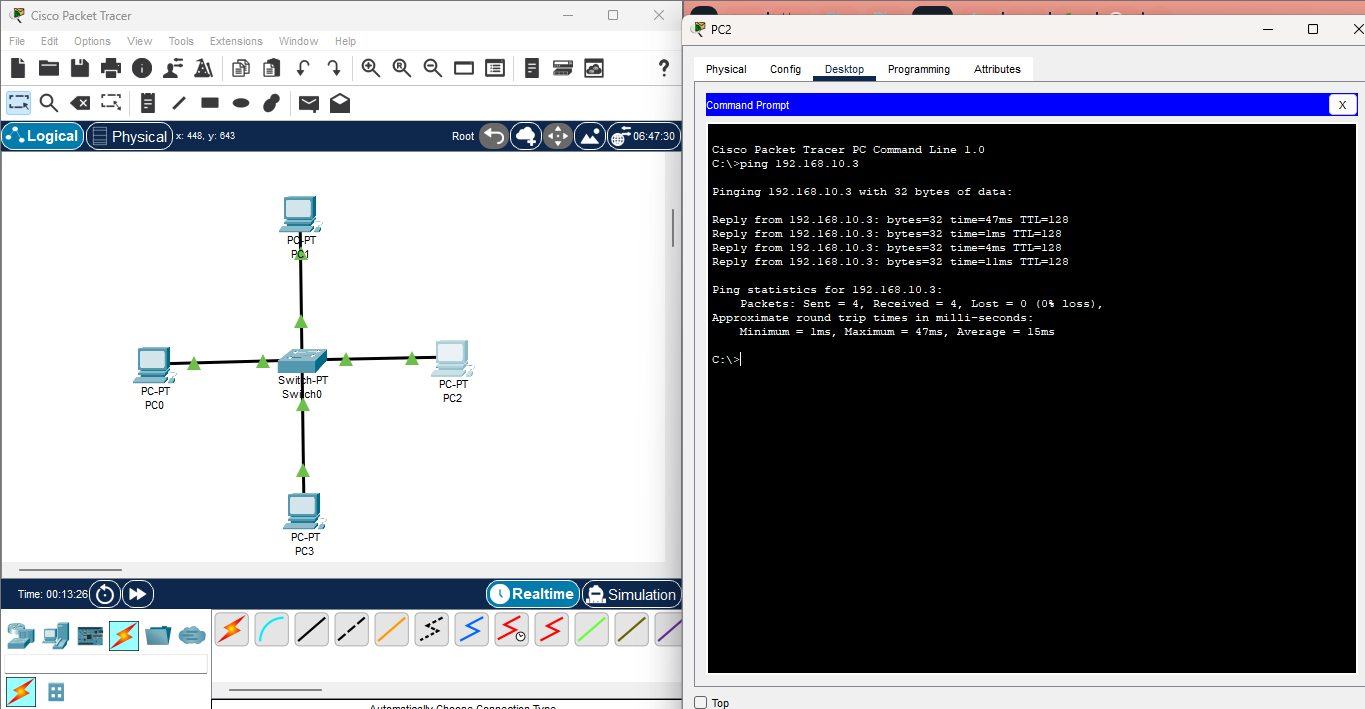 Cisco Packet Tracer
File Edit Options View Tools Extensions Window Help
Logical
Physical
x: 448, y: 643
Root
06:47:30
PC-PT
PC1
PC-PT
PC0
Switch-PT
Switch0
PC-PT
PC2
PC-PT
PC3
Time: 00:13:26
Realtime
Simulation
Automatically Choose Connection Type
PC2
Physical Config Desktop Programming Attributes
Command Prompt
X
Cisco Packet Tracer PC Command Line 1.0
C:\>ping 192.168.10.3
Pinging 192.168.10.3 with 32 bytes of data:
Reply from 192.168.10.3: bytes=32 time=47ms TTL=128
Reply from 192.168.10.3: bytes=32 time=1ms TTL=128
Reply from 192.168.10.3: bytes=32 time=4ms TTL=128
Reply from 192.168.10.3: bytes=32 time=11ms TTL=128
Ping statistics for 192.168.10.3:
Packets: Sent = 4, Received = 4, Lost = 0 (0% loss),
Approximate round trip times in milli-seconds:
Minimum = 1ms, Maximum = 47ms, Average = 15ms
C:\>
Top